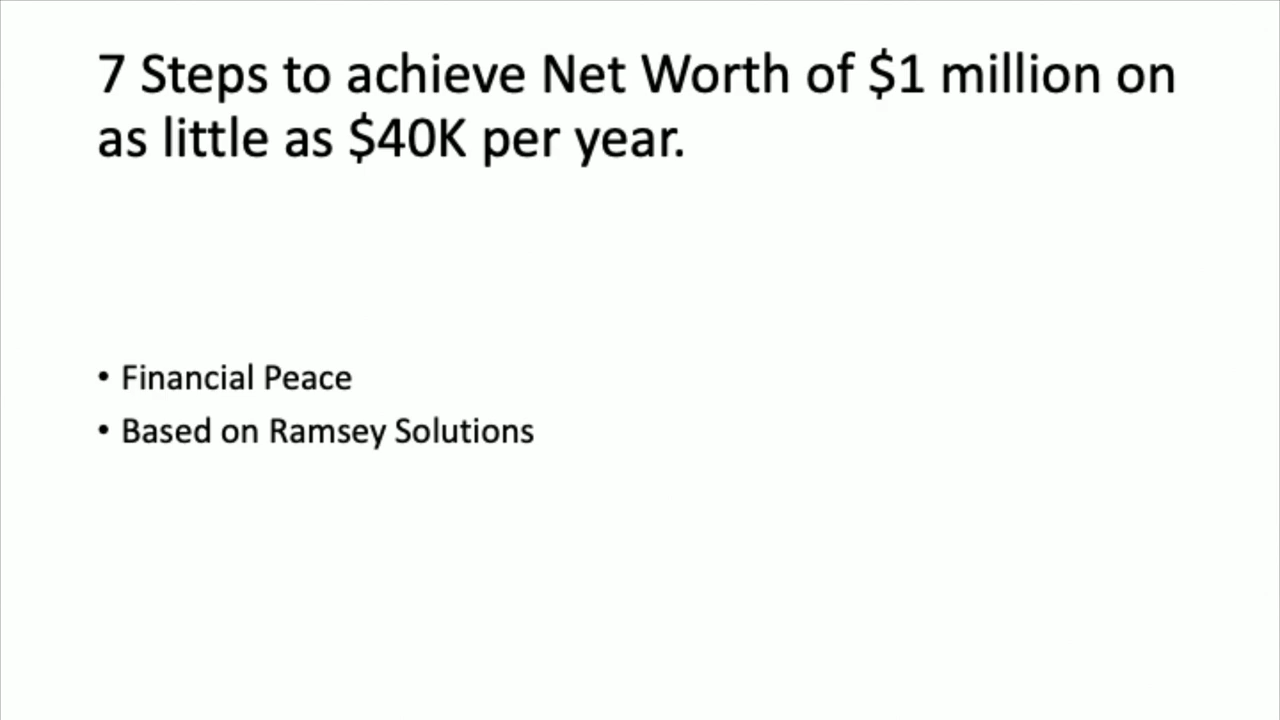 7 Steps to achieve Net Worth of $1 million on
as little as $40K per year.
• Financial Peace
• Based on Ramsey Solutions